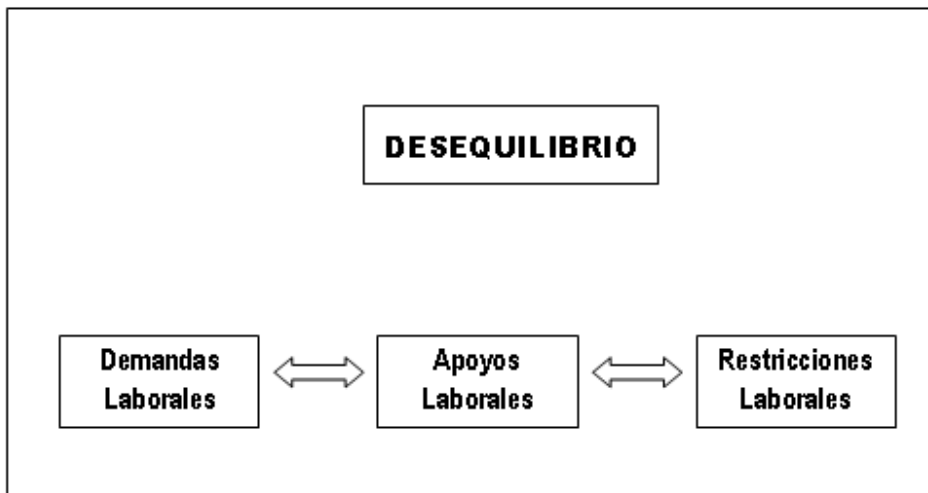 DESEQUILIBRIO
Demandas
Laborales
Apoyos
Laborales
Restricciones
Laborales